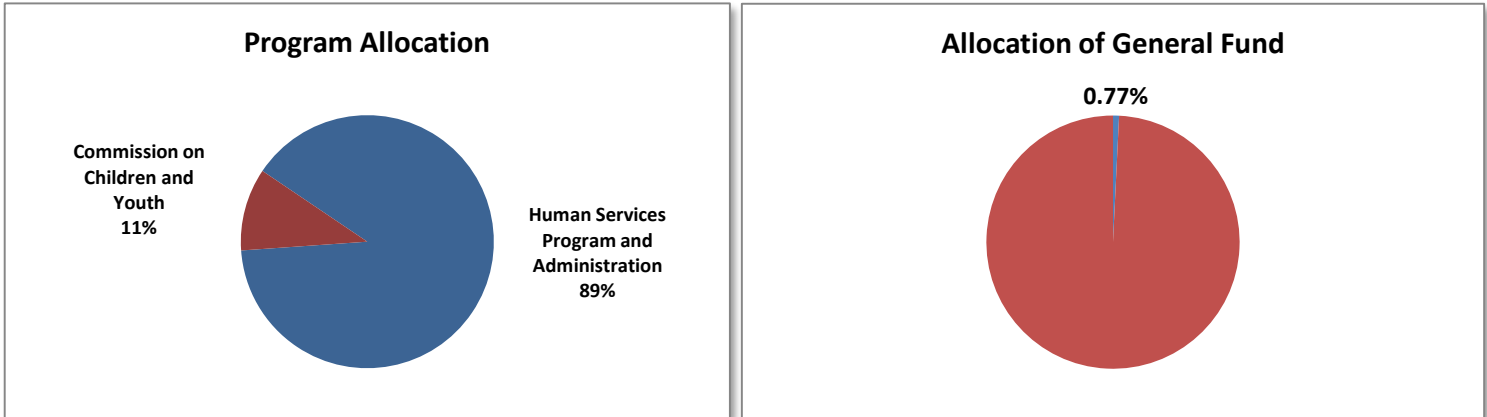 Program Allocation
Commission on
Children and
Youth
11%
Human Services
Program and
Administration
89%
Allocation of General Fund
0.77%